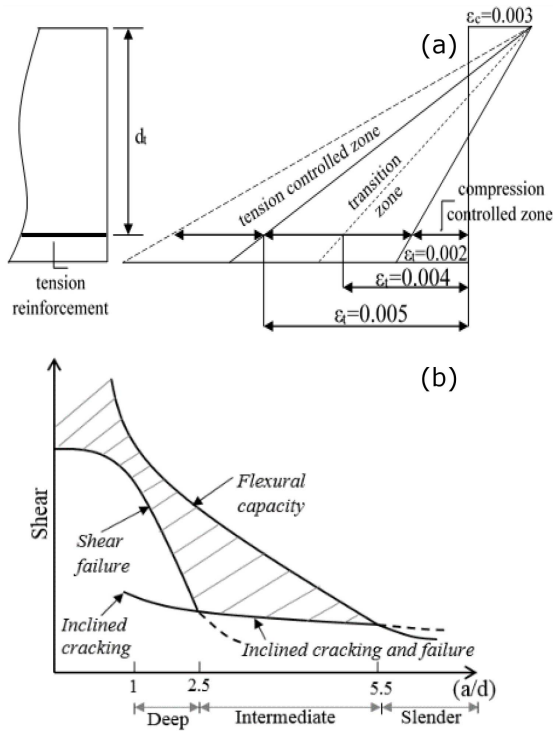 (a)
εc=0.003
dt
tension controlled zone
transition
zone
compression
controlled zone
εt=0.002
tension
reinforcement
εt=0.004
εt=0.005
(b)
Shear
Flexural
capacity
Shear
failure
Inclined
cracking
Inclined cracking and failure
1 2.5 5.5 (a/d)
Deep Intermediate Slender